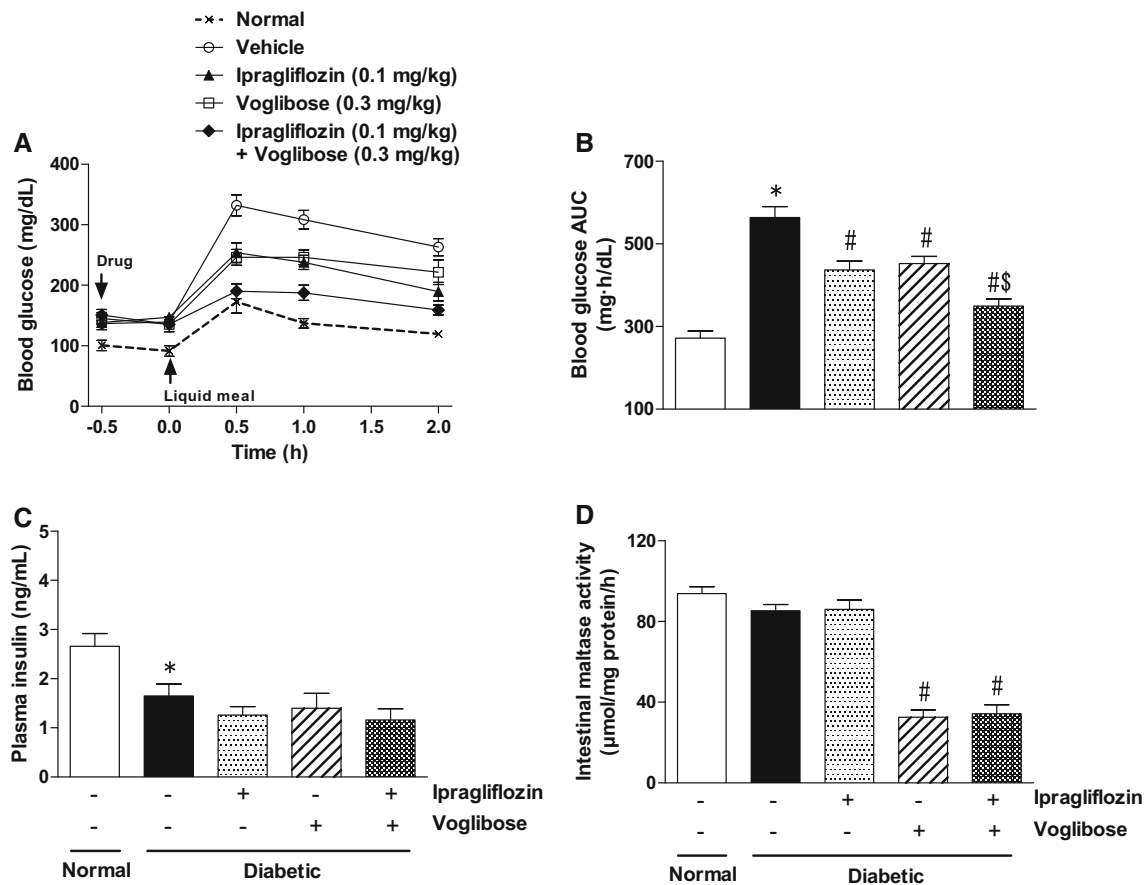 Normal
Vehicle
Ipragliflozin (0.1 mg/kg)
Voglibose (0.3 mg/kg)
Ipragliflozin (0.1 mg/kg)
+ Voglibose (0.3 mg/kg)
A
Blood glucose (mg/dL)
400
300
200
100
0
Drug
Liquid meal
-0.5 0.0 0.5 1.0 1.5 2.0
Time (h)
B
Blood glucose AUC
(mg·h/dL)
700
500
300
100
* # # #$
C
Plasma insulin (ng/mL)
5
4
3
2
1
0
*
- - + - + Ipragliflozin
- - - + + Voglibose
Normal Diabetic
D
Intestinal maltase activity
(μmol/mg protein/h)
120
80
40
0
# #
- - + - + Ipragliflozin
- - - + + Voglibose
Normal Diabetic